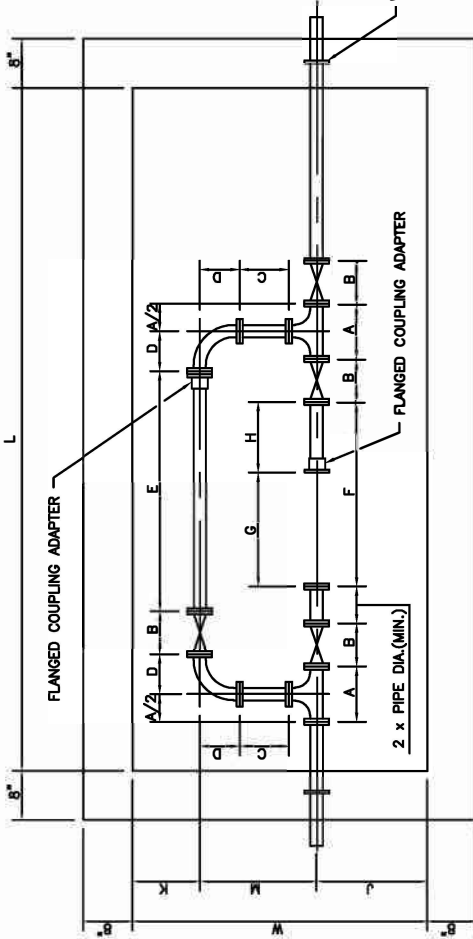 L
8"
8"
FLANGED COUPLING ADAPTER
A/2
D
B
E
D
A/2
D
C
D
C
K
M
J
W
8"
8"
G
H
F
B
A
B
A
B
2 x PIPE DIA.(MIN.)
FLANGED COUPLING ADAPTER